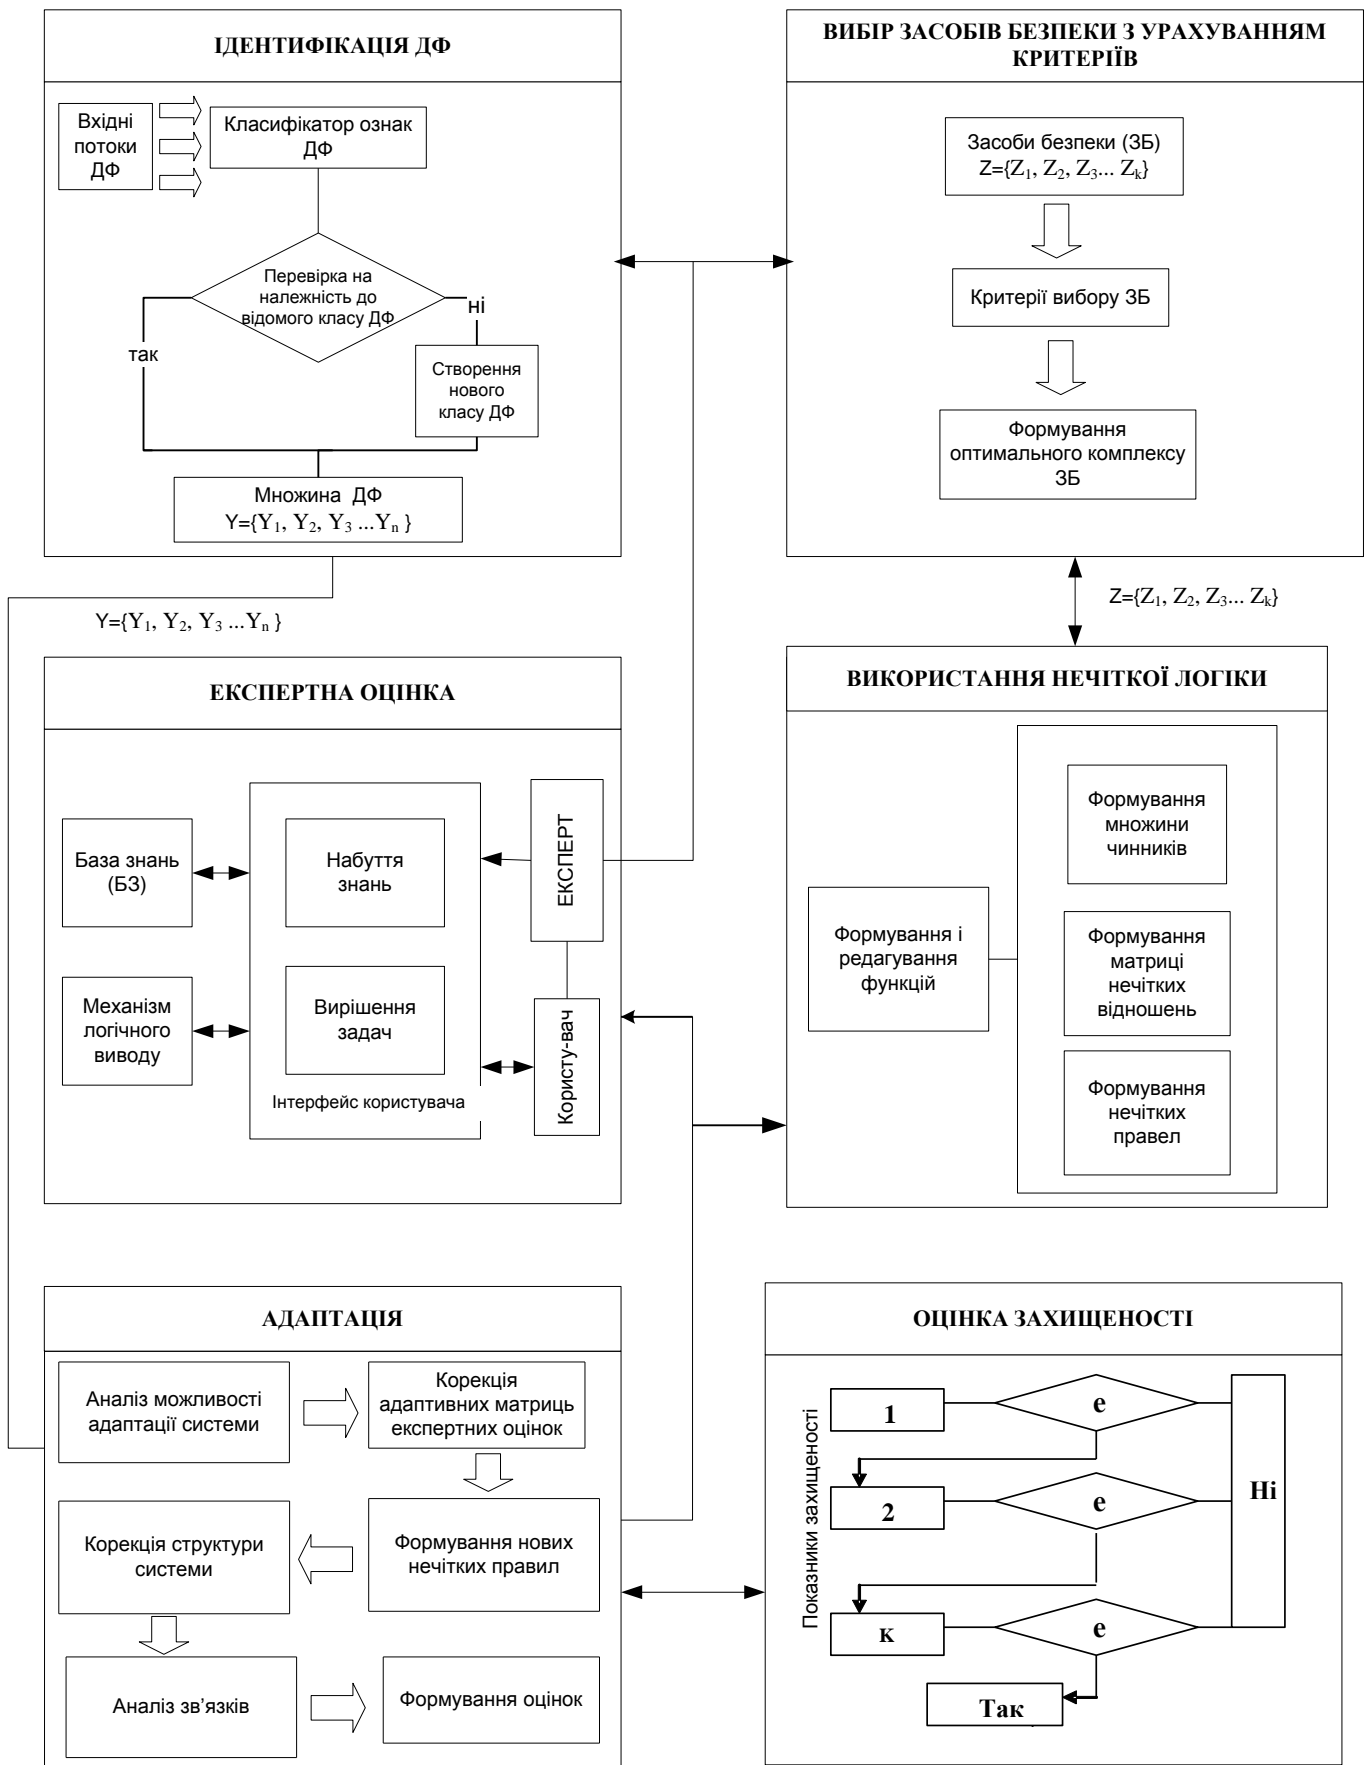 ІДЕНТИФІКАЦІЯ ДФ
Вхідні
потоки
ДФ
Класифікатор ознак
ДФ
Перевірка на
належність до
відомого класу ДФ
так
ні
Створення
нового
класу ДФ
Множина ДФ
Y={Y1, Y2, Y3 ...Yn }
Y={Y1, Y2, Y3 ...Yn }
ВИБІР ЗАСОБІВ БЕЗПЕКИ З УРАХУВАННЯМ
КРИТЕРІЇВ
Засоби безпеки (ЗБ)
Z={Z1, Z2, Z3... Zk}
Критерії вибору ЗБ
Формування
оптимального комплексу
ЗБ
Z={Z1, Z2, Z3... Zk}
ЕКСПЕРТНА ОЦІНКА
База знань
(БЗ)
Механізм
логічного
виводу
Набуття
знань
Вирішення
задач
Інтерфейс користувача
ЕКСПЕРТ
Користу-вач
ВИКОРИСТАННЯ НЕЧІТКОЇ ЛОГІКИ
Формування і
редагування
функцій
Формування
множини
чинників
Формування
матриці
нечітких
відношень
Формування
нечітких
правел
АДАПТАЦІЯ
Аналіз можливості
адаптації системи
Корекція
адаптивних матриць
експертних оцінок
Корекція структури
системи
Формування нових
нечітких правил
Аналіз зв’язків
Формування оцінок
ОЦІНКА ЗАХИЩЕНОСТІ
Показники захищеності
1
е
2
е
К
е
Ні
Так